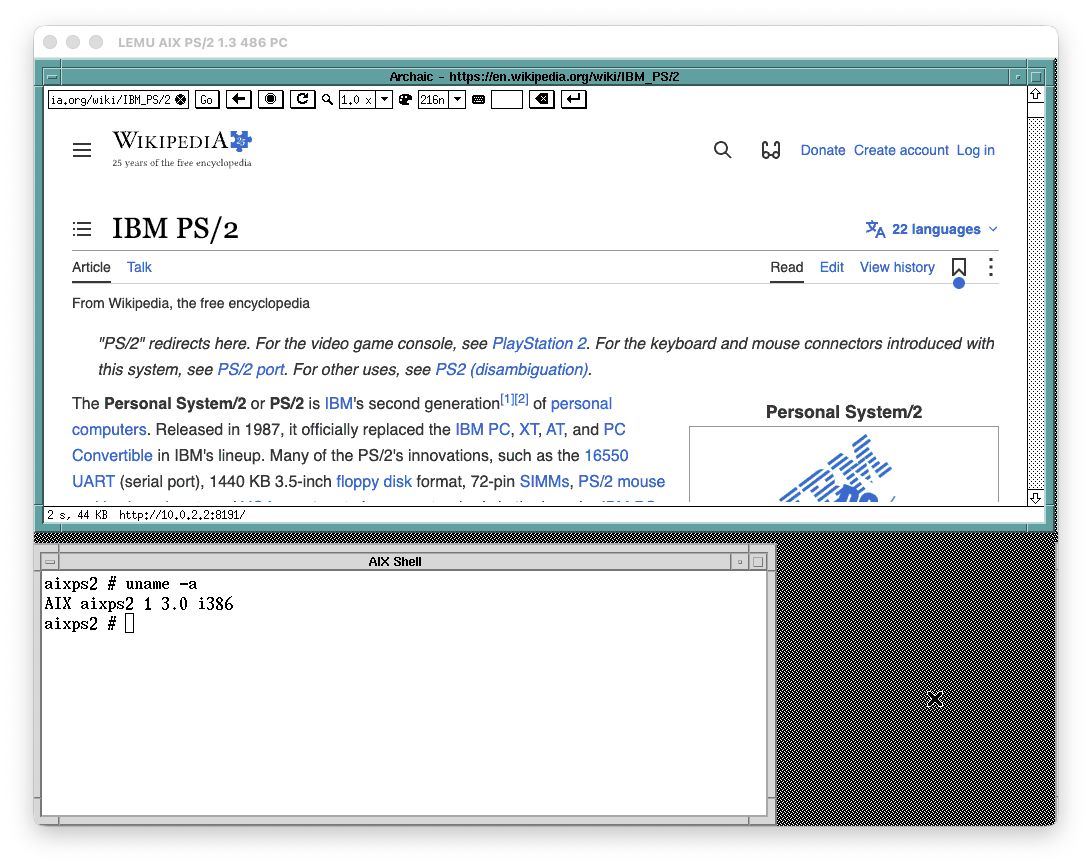 LEMU AIX PS/2 1.3 486 PC
Archaic - https://en.wikipedia.org/wiki/IBM_PS/2
ia.org/wiki/IBM_PS/2 Go 1.0 x 216n
WIKIPEDIA 25
25 years of the free encyclopedia
Donate Create account Log in
IBM PS/2
22 languages
Article Talk Read Edit View history
From Wikipedia, the free encyclopedia
"PS/2" redirects here. For the video game console, see PlayStation 2. For the keyboard and mouse connectors introduced with
this system, see PS/2 port. For other uses, see PS2 (disambiguation).
The Personal System/2 or PS/2 is IBM's second generation[1][2] of personal
computers. Released in 1987, it officially replaced the IBM PC, XT, AT, and PC
Convertible in IBM's lineup. Many of the PS/2's innovations, such as the 16550
UART (serial port), 1440 KB 3.5-inch floppy disk format, 72-pin SIMMs, PS/2 mouse
Personal System/2
2 s, 44 KB http://10.0.2.2:8191/
AIX Shell
aixps2 # uname -a
AIX aixps2 1 3.0 i386
aixps2 #